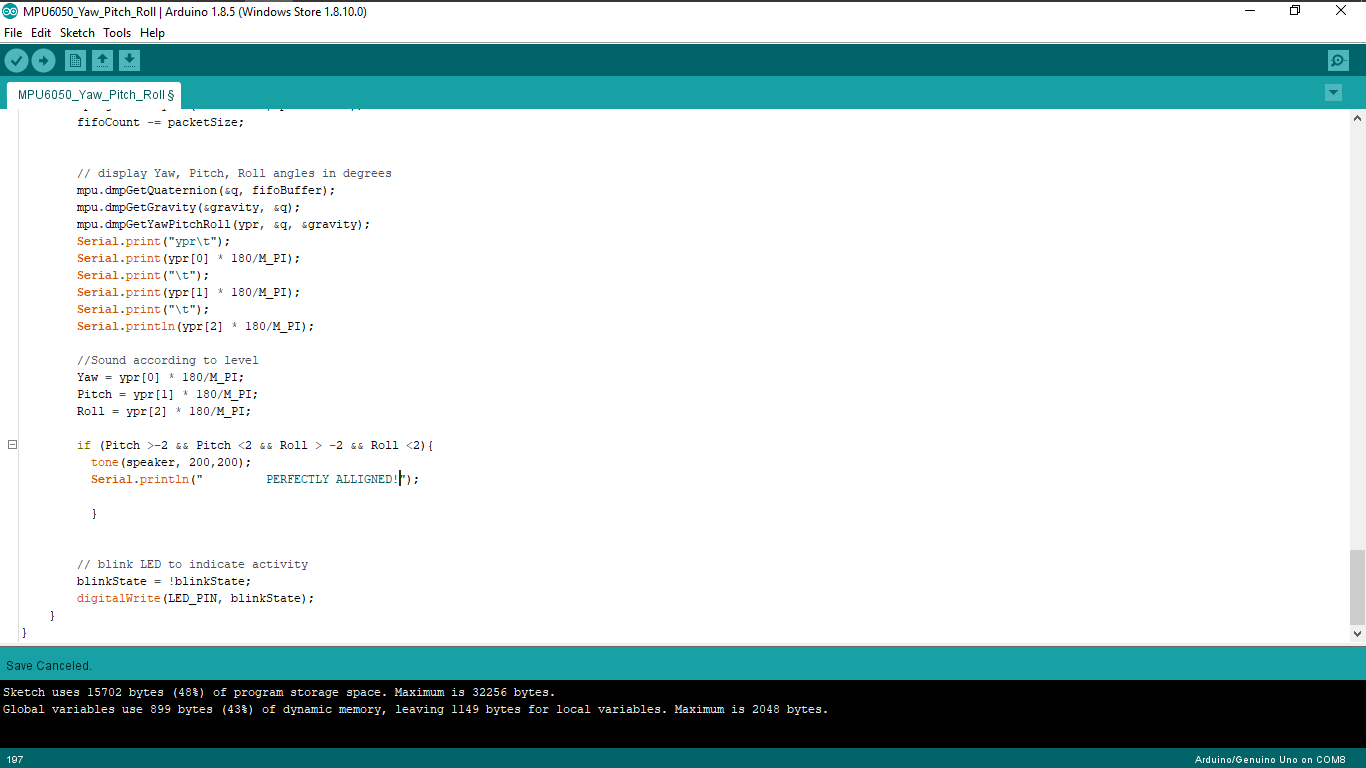 MPU6050_Yaw_Pitch_Roll | Arduino 1.8.5 (Windows Store 1.8.10.0)
File Edit Sketch Tools Help
MPU6050_Yaw_Pitch_Roll §
fifoCount -= packetSize;
// display Yaw, Pitch, Roll angles in degrees
mpu.dmpGetQuaternion(&q, fifoBuffer);
mpu.dmpGetGravity(&gravity, &q);
mpu.dmpGetYawPitchRoll(ypr, &q, &gravity);
Serial.print("ypr\t");
Serial.print(ypr[0] * 180/M_PI);
Serial.print("\t");
Serial.print(ypr[1] * 180/M_PI);
Serial.print("\t");
Serial.println(ypr[2] * 180/M_PI);
//Sound according to level
Yaw = ypr[0] * 180/M_PI;
Pitch = ypr[1] * 180/M_PI;
Roll = ypr[2] * 180/M_PI;
if (Pitch >-2 && Pitch <2 && Roll > -2 && Roll <2){
tone(speaker, 200,200);
Serial.println("         PERFECTLY ALLIGNED!");
}
// blink LED to indicate activity
blinkState = !blinkState;
digitalWrite(LED_PIN, blinkState);
}
}
Save Canceled.
Sketch uses 15702 bytes (48%) of program storage space. Maximum is 32256 bytes.
Global variables use 899 bytes (43%) of dynamic memory, leaving 1149 bytes for local variables. Maximum is 2048 bytes.
197 Arduino/Genuino Uno on COM8